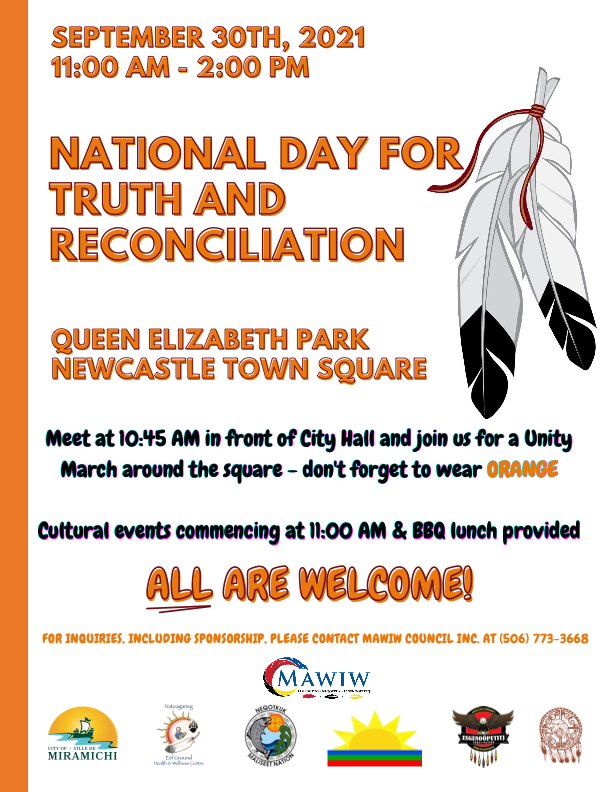 SEPTEMBER 30TH, 2021
11:00 AM - 2:00 PM
NATIONAL DAY FOR
TRUTH AND
RECONCILIATION
QUEEN ELIZABETH PARK
NEWCASTLE TOWN SQUARE
Meet at 10:45 AM in front of City Hall and join us for a Unity
March around the square - don't forget to wear ORANGE
Cultural events commencing at 11:00 AM & BBQ lunch provided
ALL ARE WELCOME!
FOR INQUIRIES, INCLUDING SPONSORSHIP, PLEASE CONTACT MAWIW COUNCIL INC. AT (506) 773-3668
MAWIW
CITY OF - VILLE DE
MIRAMICHI
Natoaganeg
Eel Ground
Health & Wellness Centre
NEQOTKUK
MALISEET NATION
ESGENOÔPETITJ